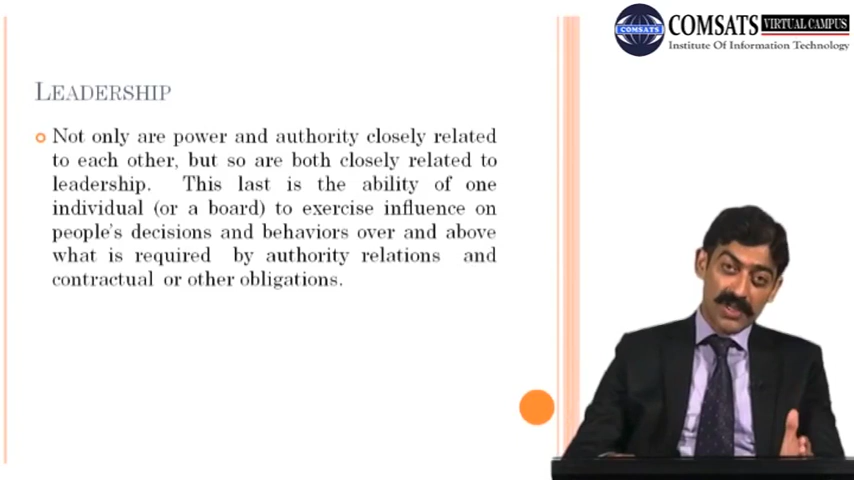 COMSATS
COMSATS VIRTUAL CAMPUS
Institute Of Information Technology
LEADERSHIP
Not only are power and authority closely related
to each other, but so are both closely related to
leadership. This last is the ability of one
individual (or a board) to exercise influence on
people's decisions and behaviors over and above
what is required by authority relations and
contractual or other obligations.